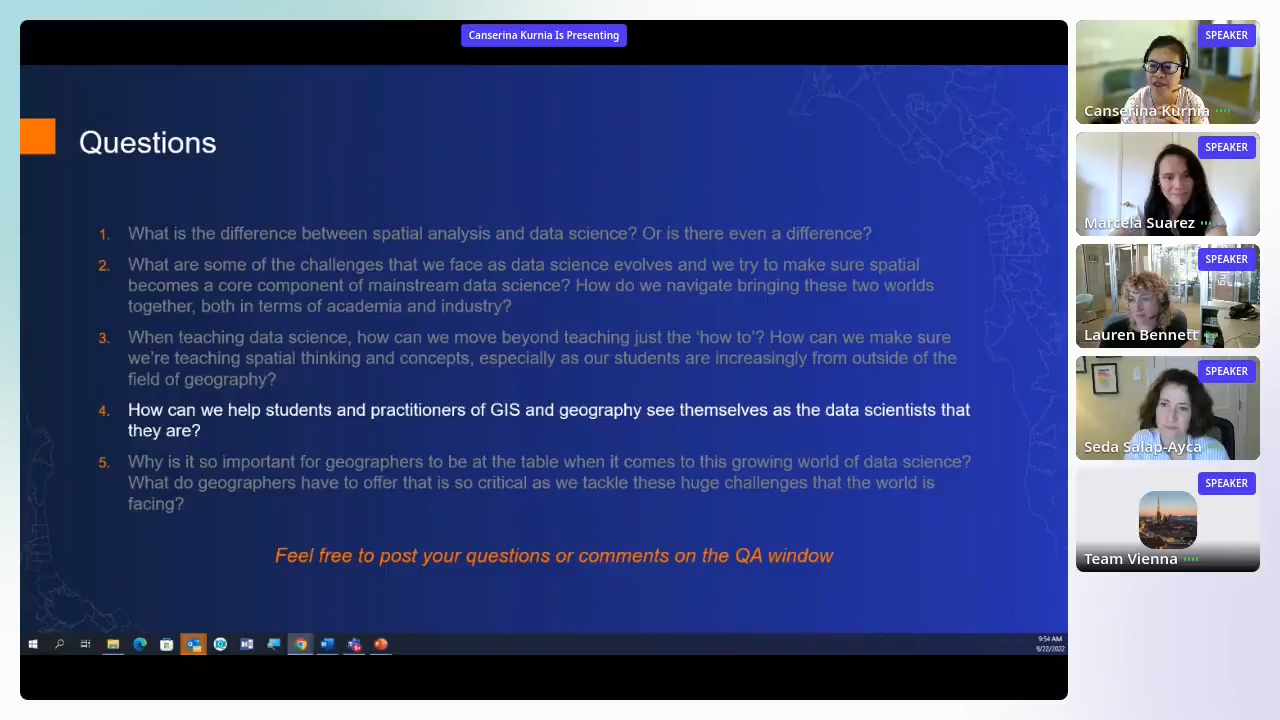 Canserina Kurnia Is Presenting
Questions
1. What is the difference between spatial analysis and data science? Or is there even a difference?
2. What are some of the challenges that we face as data science evolves and we try to make sure spatial
becomes a core component of mainstream data science? How do we navigate bringing these two worlds
together, both in terms of academia and industry?
3. When teaching data science, how can we move beyond teaching just the ‘how to’? How can we make sure
we're teaching spatial thinking and concepts, especially as our students are increasingly from outside of the
field of geography?
4. How can we help students and practitioners of GIS and geography see themselves as the data scientists that
they are?
5. Why is it so important for geographers to be at the table when it comes to this growing world of data science?
What do geographers have to offer that is so critical as we tackle these huge challenges that the world is
facing?
Feel free to post your questions or comments on the QA window
9:54 AM
9/22/2022
SPEAKER
Canserina Kurnia
SPEAKER
Marcela Suarez
SPEAKER
Lauren Bennett
SPEAKER
Seda Salap-Ayca
SPEAKER
Team Vienna